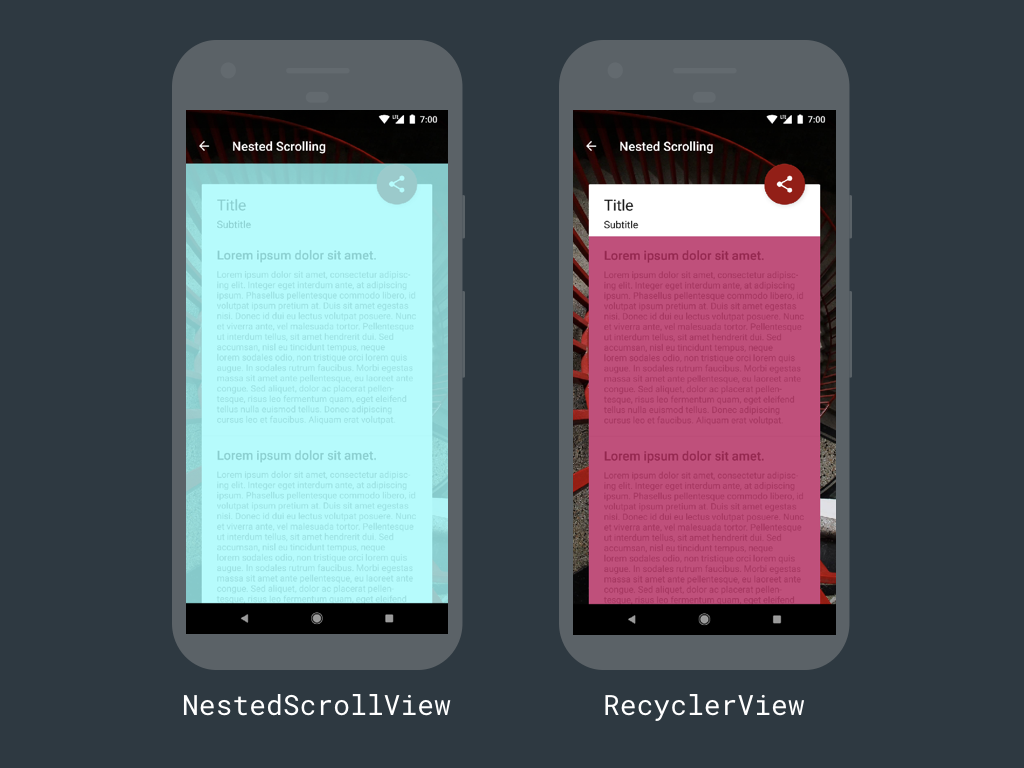 LTE 7:00
Nested Scrolling
Title
Subtitle
Lorem ipsum dolor sit amet.
Lorem ipsum dolor sit amet, consectetur adipisc-
ing elit. Integer eget interdum ante, at adipiscing
ipsum. Phasellus pellentesque commodo libero, id
volutpat ipsum pretium at. Duis sit amet egestas
nisl. Donec id dui eu lectus volutpat posuere. Nunc
et viverra ante, vel malesuada tortor. Pellentesque
ut interdum tellus, sit amet hendrerit dui. Sed
accumsan, nisl eu tincidunt tempus, neque
lorem sodales odio, non tristique orci lorem quis
augue. In sodales rutrum faucibus. Morbi egestas
massa sit amet ante pellentesque, eu laoreet ante
congue. Sed aliquet, dolor ac placerat pellen-
tesque, risus leo fermentum quam, eget eleifend
tellus nulla euismod tellus. Donec adipiscing
cursus leo et faucibus. Aliquam erat volutpat.
Lorem ipsum dolor sit amet.
Lorem ipsum dolor sit amet, consectetur adipisc-
ing elit. Integer eget interdum ante, at adipiscing
ipsum. Phasellus pellentesque commodo libero, id
volutpat ipsum pretium at. Duis sit amet egestas
nisl. Donec id dui eu lectus volutpat posuere. Nunc
et viverra ante, vel malesuada tortor. Pellentesque
ut interdum tellus, sit amet hendrerit dui. Sed
accumsan, nisl eu tincidunt tempus, neque
lorem sodales odio, non tristique orci lorem quis
augue. In sodales rutrum faucibus. Morbi egestas
massa sit amet ante pellentesque, eu laoreet ante
congue. Sed aliquet, dolor ac placerat pellen-
tesque, risus leo fermentum quam, eget eleifend
NestedScrollView
LTE 7:00
Nested Scrolling
Title
Subtitle
Lorem ipsum dolor sit amet.
Lorem ipsum dolor sit amet, consectetur adipisc-
ing elit. Integer eget interdum ante, at adipiscing
ipsum. Phasellus pellentesque commodo libero, id
volutpat ipsum pretium at. Duis sit amet egestas
nisl. Donec id dui eu lectus volutpat posuere. Nunc
et viverra ante, vel malesuada tortor. Pellentesque
ut interdum tellus, sit amet hendrerit dui. Sed
accumsan, nisl eu tincidunt tempus, neque
lorem sodales odio, non tristique orci lorem quis
augue. In sodales rutrum faucibus. Morbi egestas
massa sit amet ante pellentesque, eu laoreet ante
congue. Sed aliquet, dolor ac placerat pellen-
tesque, risus leo fermentum quam, eget eleifend
tellus nulla euismod tellus. Donec adipiscing
cursus leo et faucibus. Aliquam erat volutpat.
Lorem ipsum dolor sit amet.
Lorem ipsum dolor sit amet, consectetur adipisc-
ing elit. Integer eget interdum ante, at adipiscing
ipsum. Phasellus pellentesque commodo libero, id
volutpat ipsum pretium at. Duis sit amet egestas
nisl. Donec id dui eu lectus volutpat posuere. Nunc
et viverra ante, vel malesuada tortor. Pellentesque
ut interdum tellus, sit amet hendrerit dui. Sed
accumsan, nisl eu tincidunt tempus, neque
lorem sodales odio, non tristique orci lorem quis
augue. In sodales rutrum faucibus. Morbi egestas
massa sit amet ante pellentesque, eu laoreet ante
congue. Sed aliquet, dolor ac placerat pellen-
tesque, risus leo fermentum quam, eget eleifend
RecyclerView